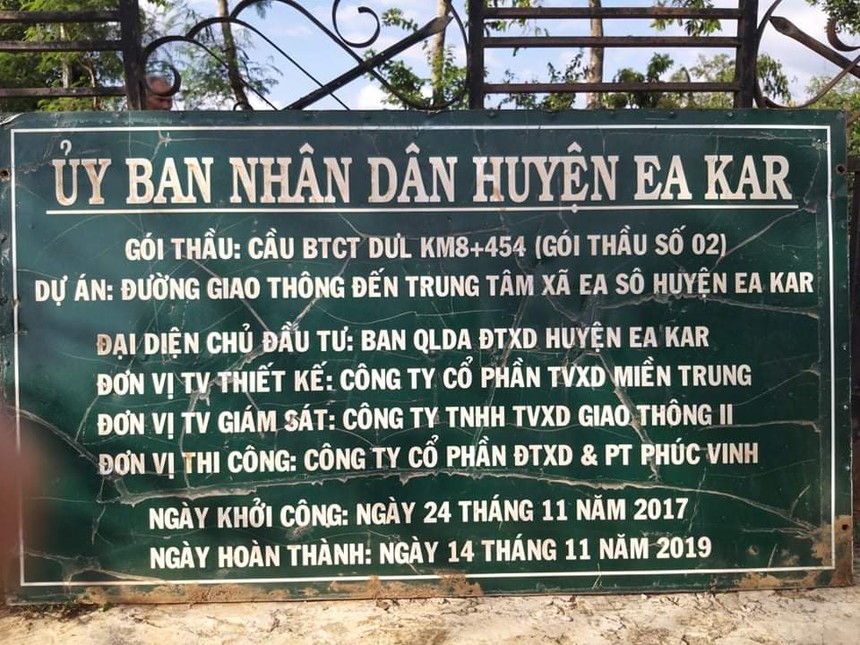 ỦY BAN NHÂN DÂN HUYỆN EA KAR
GÓI THẦU: CẦU BTCT DƯL KM8+454 (GÓI THẦU SỐ 02)
DỰ ÁN: ĐƯỜNG GIAO THÔNG ĐẾN TRUNG TÂM XÃ EA SÔ HUYỆN EA KAR
ĐẠI DIỆN CHỦ ĐẦU TƯ: BAN QLDA ĐTXD HUYỆN EA KAR
ĐƠN VỊ TV THIẾT KẾ: CÔNG TY CỔ PHẦN TVXD MIỀN TRUNG
ĐƠN VỊ TV GIÁM SÁT: CÔNG TY TNHH TVXD GIAO THÔNG II
ĐƠN VỊ THI CÔNG: CÔNG TY CỔ PHẦN ĐTXD & PT PHÚC VINH
NGÀY KHỞI CÔNG: NGÀY 24 THÁNG 11 NĂM 2017
NGÀY HOÀN THÀNH: NGÀY 14 THÁNG 11 NĂM 2019